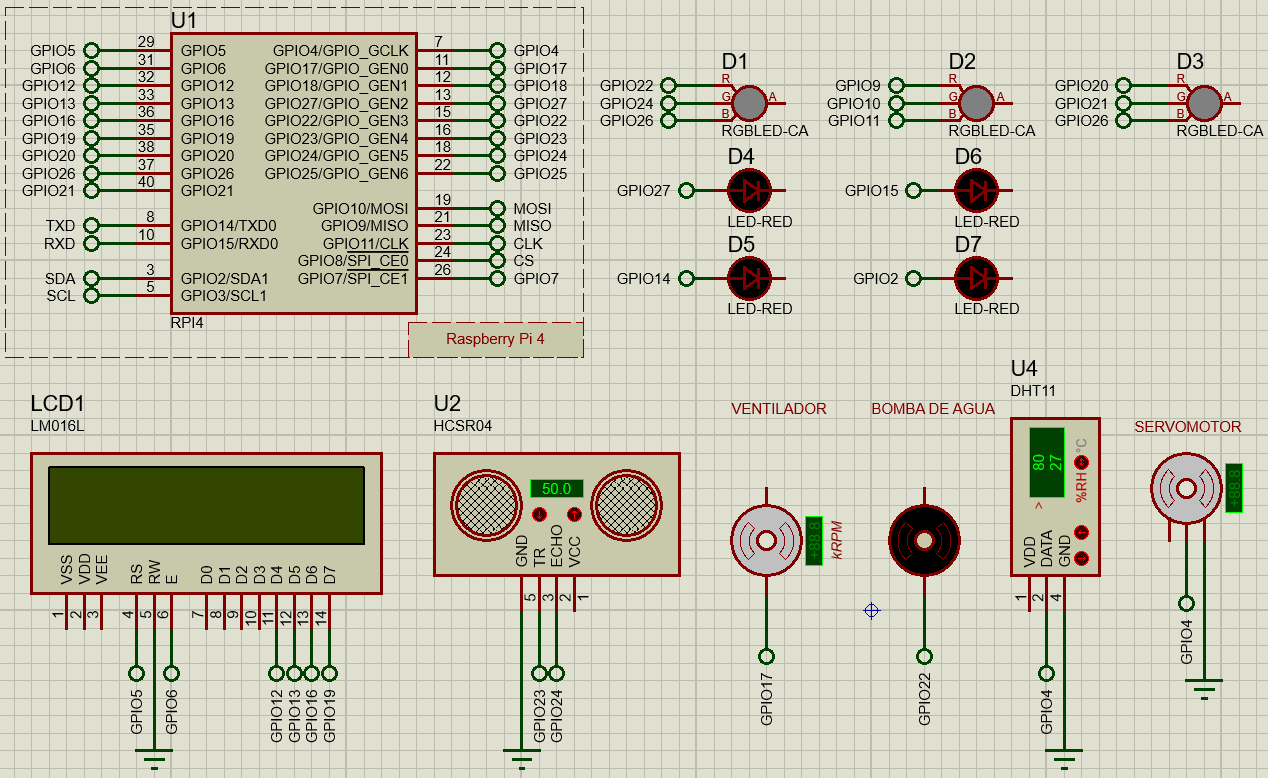 U1
GPIO5 29 GPIO5 GPIO4/GPIO_GCLK 7 GPIO4
GPIO6 31 GPIO6 GPIO17/GPIO_GEN0 11 GPIO17
GPIO12 32 GPIO12 GPIO18/GPIO_GEN1 12 GPIO18
GPIO13 33 GPIO13 GPIO27/GPIO_GEN2 13 GPIO27
GPIO16 36 GPIO16 GPIO22/GPIO_GEN3 15 GPIO22
GPIO19 35 GPIO19 GPIO23/GPIO_GEN4 16 GPIO23
GPIO20 38 GPIO20 GPIO24/GPIO_GEN5 18 GPIO24
GPIO26 37 GPIO26 GPIO25/GPIO_GEN6 22 GPIO25
GPIO21 40 GPIO21
GPIO10/MOSI 19 MOSI
TXD 8 GPIO14/TXD0 GPIO9/MISO 21 MISO
RXD 10 GPIO15/RXD0 GPIO11/CLK 23 CLK
GPIO8/SPI_CE0 24 CS
SDA 3 GPIO2/SDA1 GPIO7/SPI_CE1 26 GPIO7
SCL 5 GPIO3/SCL1
RPI4
Raspberry Pi 4
D1
GPIO22 R
GPIO24 G A
GPIO26 B
RGBLED-CA
D2
GPIO9 R
GPIO10 G A
GPIO11 B
RGBLED-CA
D3
GPIO20 R
GPIO21 G A
GPIO26 B
RGBLED-CA
D4
GPIO27
LED-RED
D6
GPIO15
LED-RED
D5
GPIO14
LED-RED
D7
GPIO2
LED-RED
LCD1
LM016L
VSS VDD VEE RS RW E D0 D1 D2 D3 D4 D5 D6 D7
1 2 3 4 5 6 7 8 9 10 11 12 13 14
GPIO5 GPIO6 GPIO12 GPIO13 GPIO16 GPIO19
U2
HCSR04
50.0
GND TR ECHO VCC
5 3 2 1
GPIO23 GPIO24
VENTILADOR
+88.8
kRPM
GPIO17
BOMBA DE AGUA
GPIO22
U4
DHT11
80
27
>
%RH °C
VDD DATA GND
1 2 4
GPIO4
SERVOMOTOR
+88.8
GPIO4